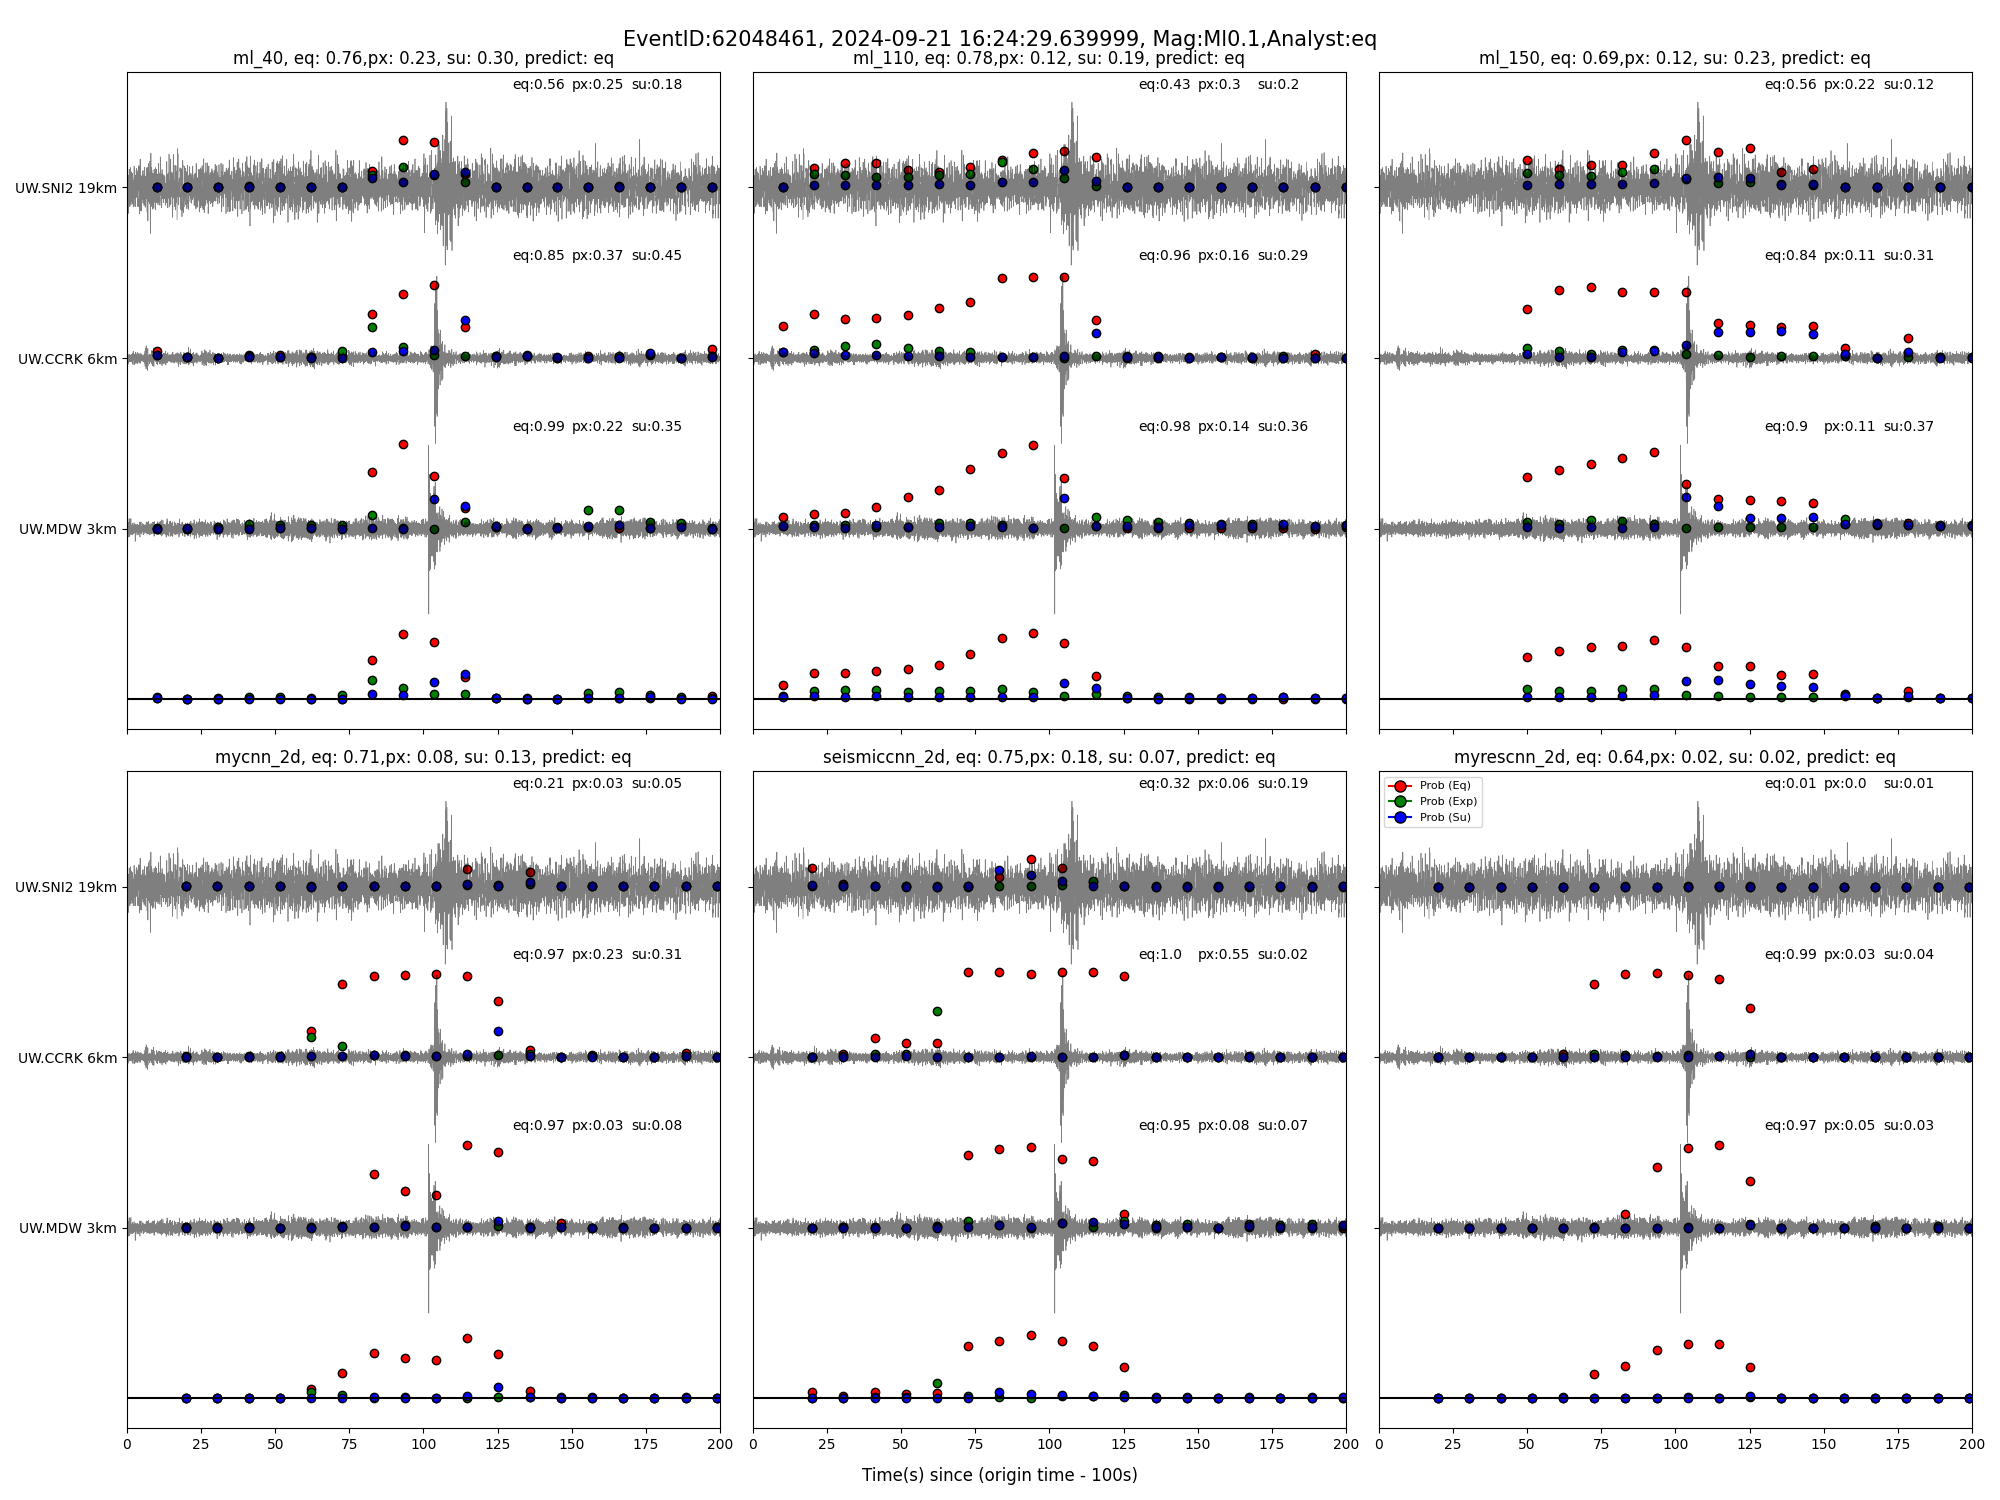 EventID:62048461, 2024-09-21 16:24:29.639999, Mag:Ml0.1,Analyst:eq
ml_40, eq: 0.76,px: 0.23, su: 0.30, predict: eq
ml_110, eq: 0.78,px: 0.12, su: 0.19, predict: eq
ml_150, eq: 0.69,px: 0.12, su: 0.23, predict: eq
eq:0.56 px:0.25 su:0.18
eq:0.43 px:0.3 su:0.2
eq:0.56 px:0.22 su:0.12
UW.SNI2 19km
eq:0.85 px:0.37 su:0.45
eq:0.96 px:0.16 su:0.29
eq:0.84 px:0.11 su:0.31
UW.CCRK 6km
eq:0.99 px:0.22 su:0.35
eq:0.98 px:0.14 su:0.36
eq:0.9 px:0.11 su:0.37
UW.MDW 3km
mycnn_2d, eq: 0.71,px: 0.08, su: 0.13, predict: eq
seismiccnn_2d, eq: 0.75,px: 0.18, su: 0.07, predict: eq
myrescnn_2d, eq: 0.64,px: 0.02, su: 0.02, predict: eq
eq:0.21 px:0.03 su:0.05
eq:0.32 px:0.06 su:0.19
eq:0.01 px:0.0 su:0.01
Prob (Eq)
Prob (Exp)
Prob (Su)
UW.SNI2 19km
eq:0.97 px:0.23 su:0.31
eq:1.0 px:0.55 su:0.02
eq:0.99 px:0.03 su:0.04
UW.CCRK 6km
eq:0.97 px:0.03 su:0.08
eq:0.95 px:0.08 su:0.07
eq:0.97 px:0.05 su:0.03
UW.MDW 3km
0 25 50 75 100 125 150 175 200
0 25 50 75 100 125 150 175 200
0 25 50 75 100 125 150 175 200
Time(s) since (origin time - 100s)